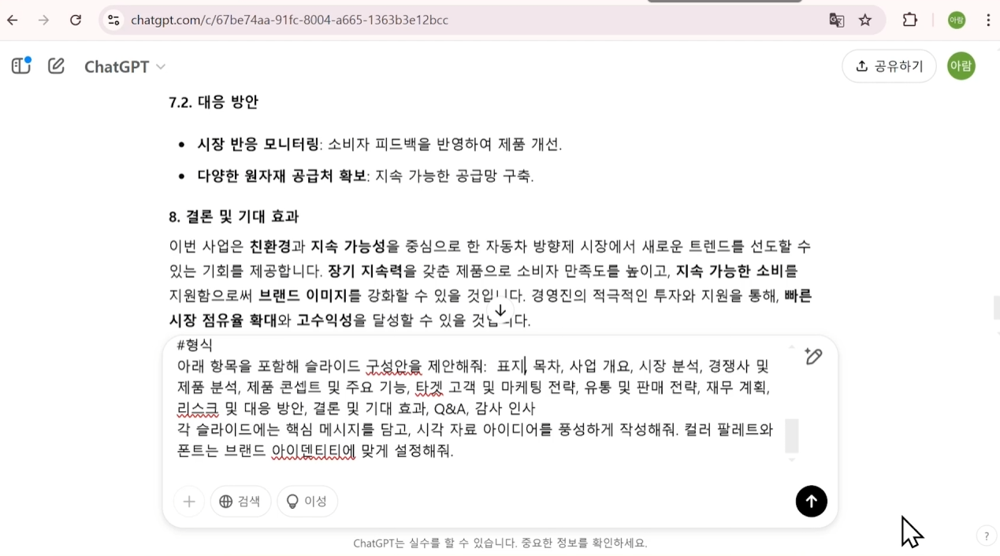 chatgpt.com/c/67be74aa-91fc-8004-a665-1363b3e12bcc
아람
ChatGPT
공유하기
아람
7.2. 대응 방안
• 시장 반응 모니터링: 소비자 피드백을 반영하여 제품 개선.
• 다양한 원자재 공급처 확보: 지속 가능한 공급망 구축.
8. 결론 및 기대 효과
이번 사업은 친환경과 지속 가능성을 중심으로 한 자동차 방향제 시장에서 새로운 트렌드를 선도할 수
있는 기회를 제공합니다. 장기 지속력을 갖춘 제품으로 소비자 만족도를 높이고, 지속 가능한 소비를
지원함으로써 브랜드 이미지를 강화할 수 있을 것입니다. 경영진의 적극적인 투자와 지원을 통해, 빠른
시장 점유율 확대와 고수익성을 달성할 수 있을 것입니다.
#형식
아래 항목을 포함해 슬라이드 구성안을 제안해줘: 표지, 목차, 사업 개요, 시장 분석, 경쟁사 및
제품 분석, 제품 콘셉트 및 주요 기능, 타겟 고객 및 마케팅 전략, 유통 및 판매 전략, 재무 계획,
리스크 및 대응 방안, 결론 및 기대 효과, Q&A, 감사 인사
각 슬라이드에는 핵심 메시지를 담고, 시각 자료 아이디어를 풍성하게 작성해줘. 컬러 팔레트와
폰트는 브랜드 아이덴티티에 맞게 설정해줘.
검색
이성
ChatGPT는 실수를 할 수 있습니다. 중요한 정보를 확인하세요.
?